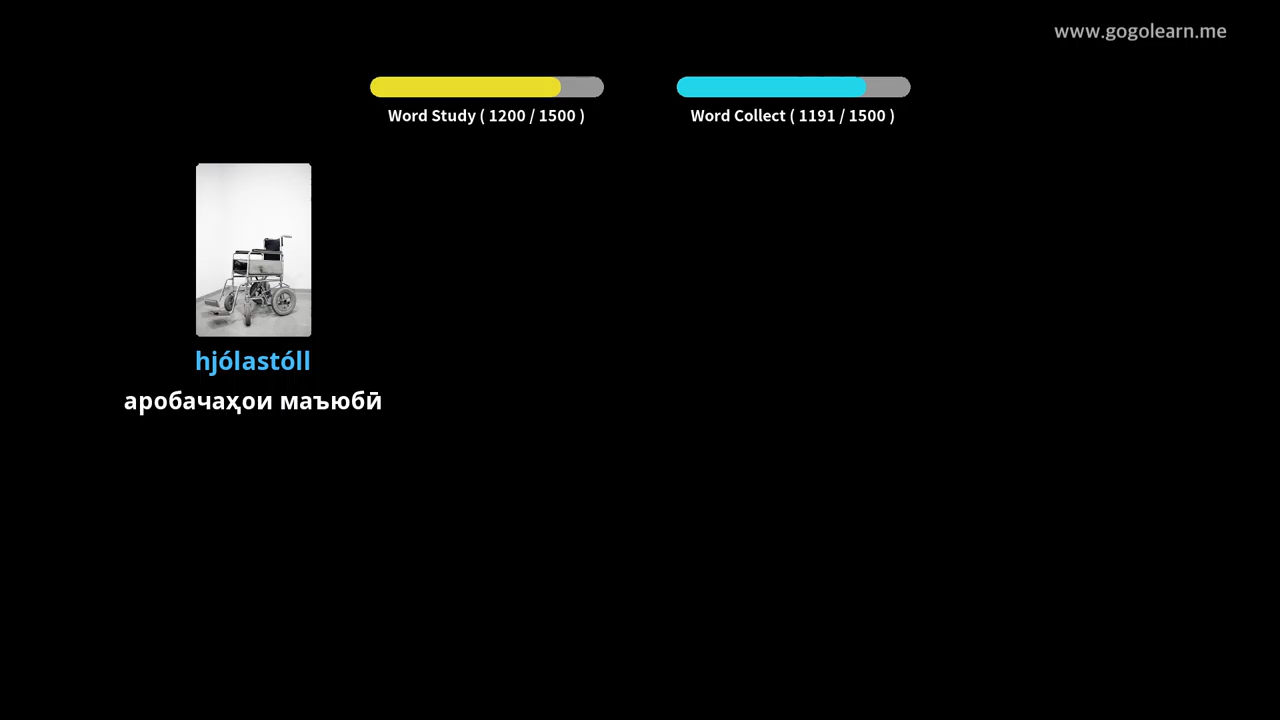 www.gogolearn.me
Word Study ( 1200 / 1500 )
Word Collect ( 1191 / 1500 )
hjólastóll
аробачаҳои маъюбӣ